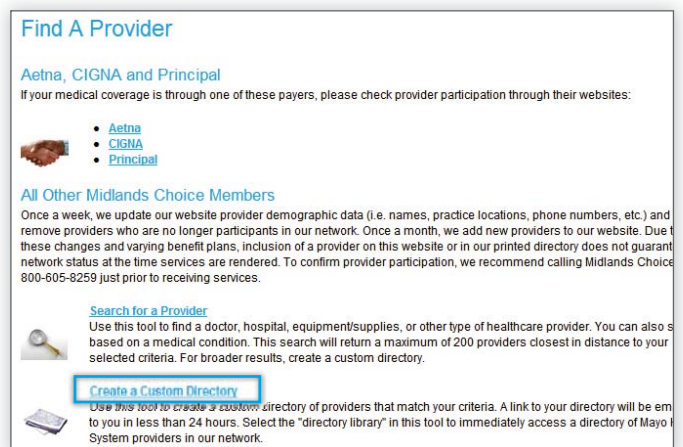 Find A Provider
Aetna, CIGNA and Principal
If your medical coverage is through one of these payers, please check provider participation through their websites:
• Aetna
• CIGNA
• Principal
All Other Midlands Choice Members
Once a week, we update our website provider demographic data (i.e. names, practice locations, phone numbers, etc.) and
remove providers who are no longer participants in our network. Once a month, we add new providers to our website. Due t
these changes and varying benefit plans, inclusion of a provider on this website or in our printed directory does not guarant
network status at the time services are rendered. To confirm provider participation, we recommend calling Midlands Choice
800-605-8259 just prior to receiving services.
Search for a Provider
Use this tool to find a doctor, hospital, equipment/supplies, or other type of healthcare provider. You can also s
based on a medical condition. This search will return a maximum of 200 providers closest in distance to your
selected criteria. For broader results, create a custom directory.
Create a Custom Directory
Use this tool to create a custom directory of providers that match your criteria. A link to your directory will be em
to you in less than 24 hours. Select the "directory library" in this tool to immediately access a directory of Mayo
System providers in our network.